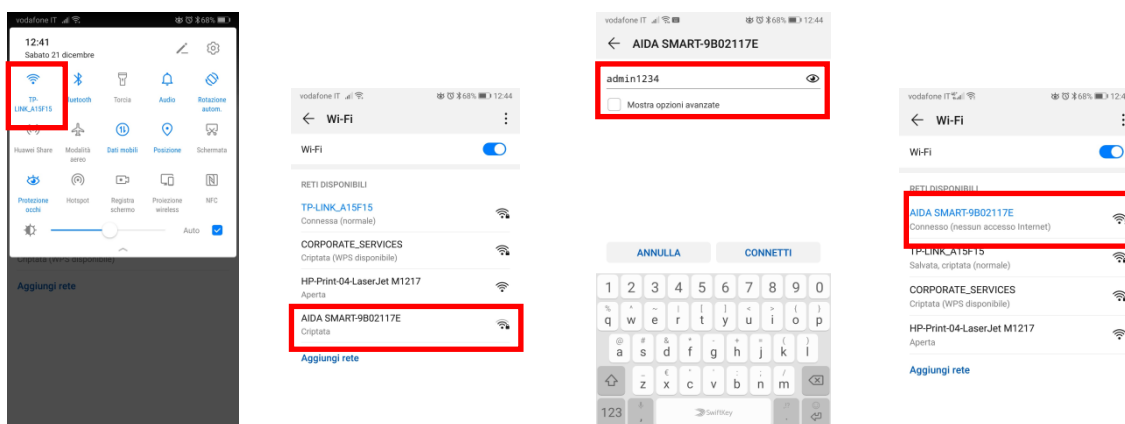 vodafone IT 68%
12:41
Sabato 21 dicembre
TP-LINK_A15F15
Bluetooth
Torcia
Audio
Rotazione autom.
Huawei Share
Modalità aereo
Dati mobili
Posizione
Schermata
Protezione occhi
Hotspot
Registra schermo
Proiezione wireless
NFC
Auto
Criptata (WPS disponibile)
Aggiungi rete
vodafone IT 68% 12:44
Wi-Fi
Wi-Fi
RETI DISPONIBILI
TP-LINK_A15F15
Connessa (normale)
CORPORATE_SERVICES
Criptata (WPS disponibile)
HP-Print-04-LaserJet M1217
Aperta
AIDA SMART-9B02117E
Criptata
Aggiungi rete
vodafone IT 68% 12:44
AIDA SMART-9B02117E
admin1234
Mostra opzioni avanzate
ANNULLA CONNETTI
1 2 3 4 5 6 7 8 9 0
q w e r t y u i o p
a s d f g h j k l
z x c v b n m
123 , SwiftKey .
vodafone IT 68% 12:4
Wi-Fi
Wi-Fi
RETI DISPONIBILI
AIDA SMART-9B02117E
Connesso (nessun accesso Internet)
TP-LINK_A15F15
Salvata, criptata (normale)
CORPORATE_SERVICES
Criptata (WPS disponibile)
HP-Print-04-LaserJet M1217
Aperta
Aggiungi rete